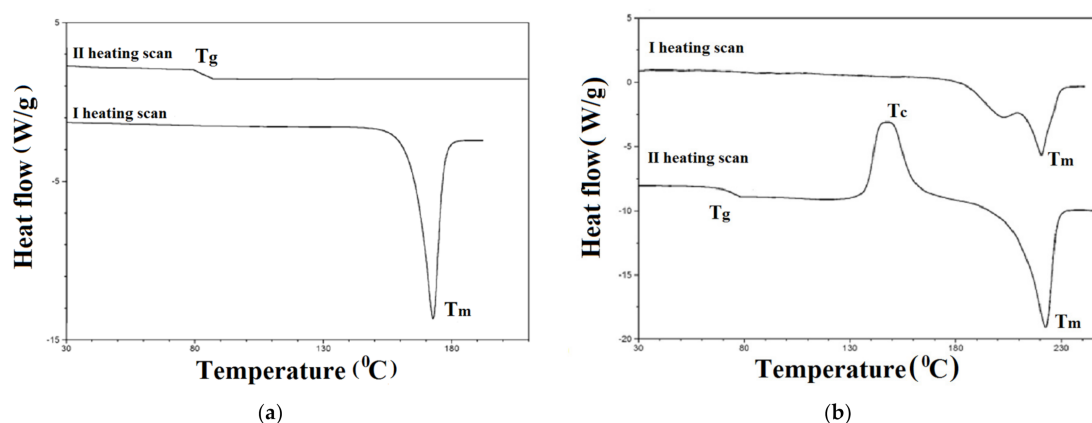 5
II heating scan
Tg
I heating scan
Heat flow (W/g)
-5
Tm
-15
30
80
130
180
Temperature (⁰C)
(a)
5
I heating scan
0
Tc
Heat flow( W/g)
-5
Tm
II heating scan
Tg
-10
-15
Tm
-20
30
80
130
180
230
Temperature( ⁰C)
(b)